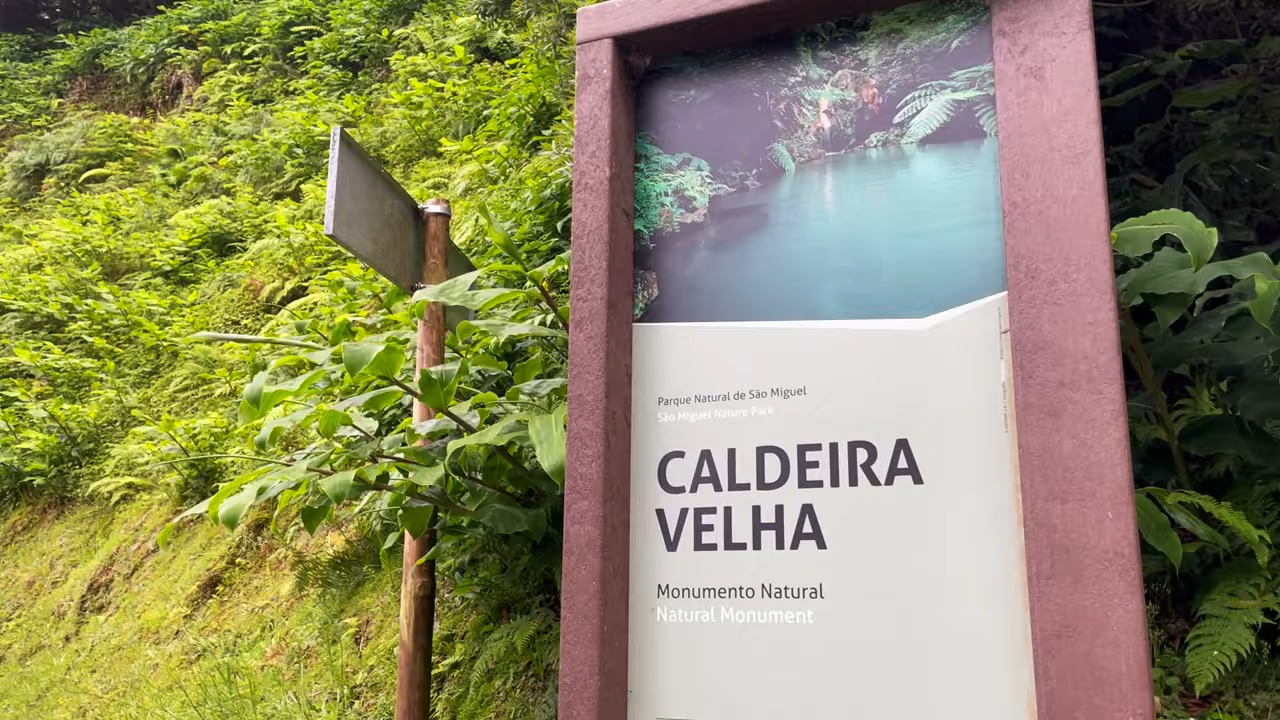 Parque Natural de São Miguel
São Miguel Nature Park
CALDEIRA
VELHA
Monumento Natural
Natural Monument